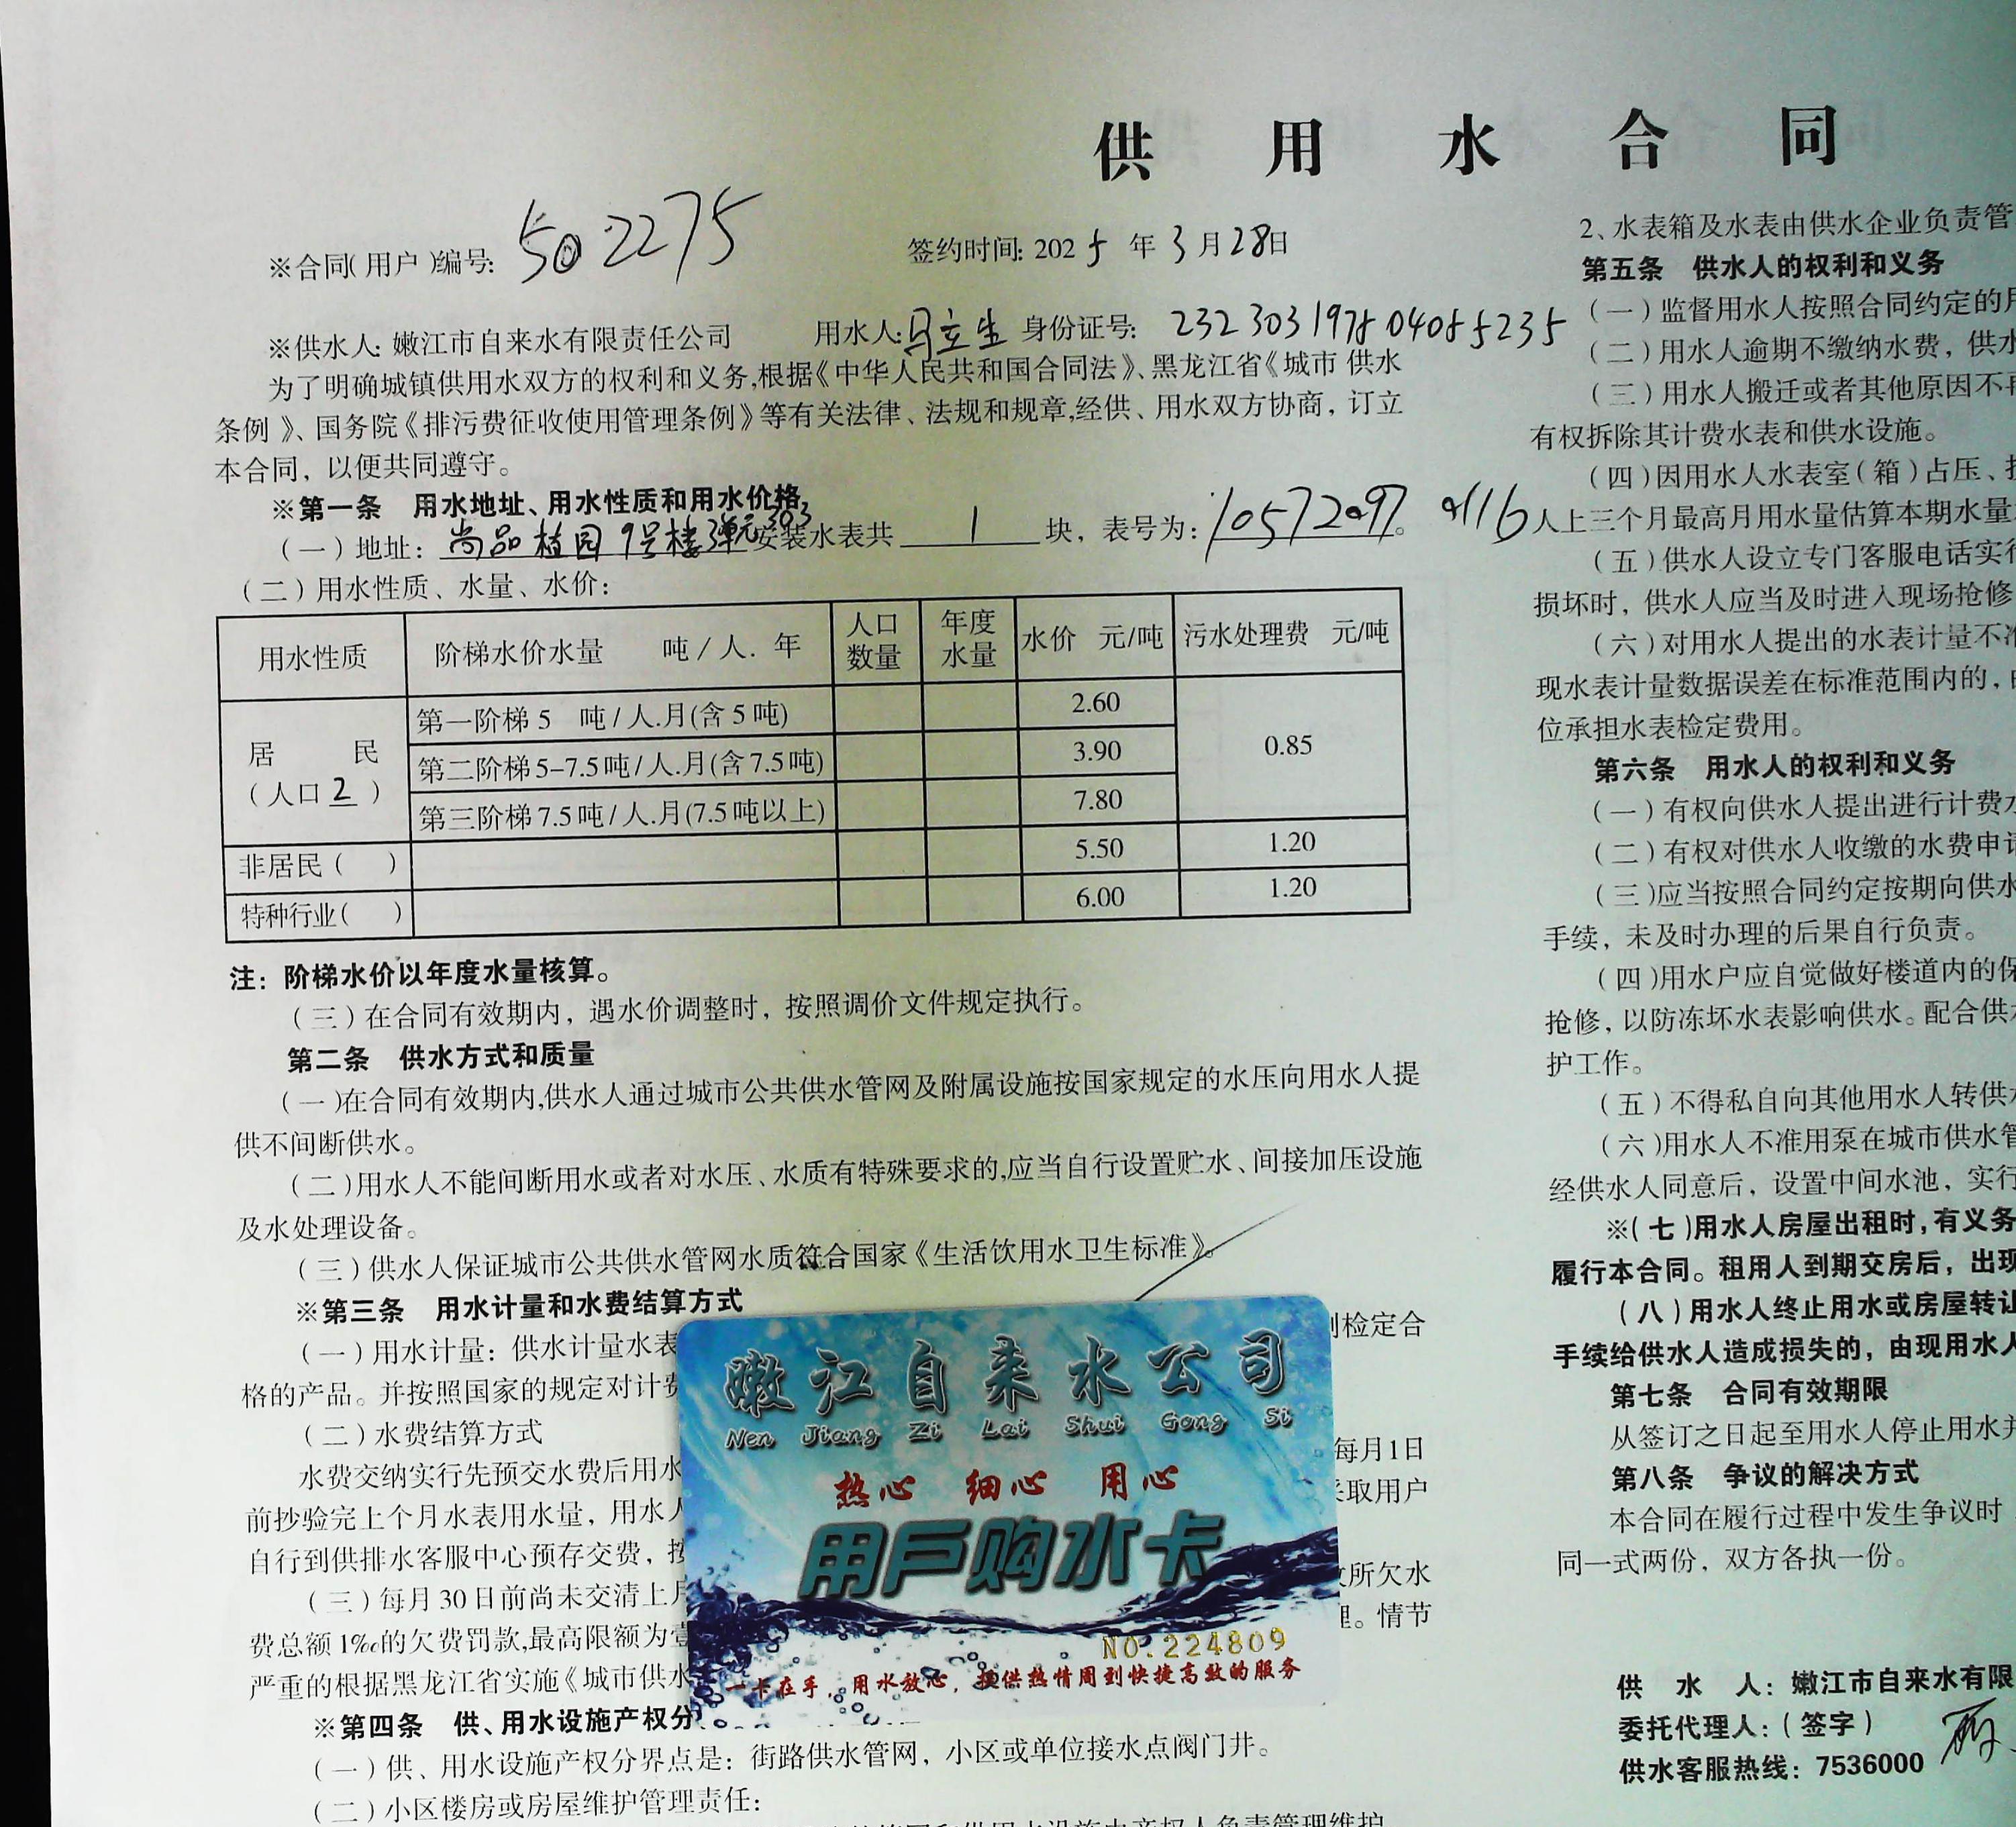 供用水合同
※合同(用户)编号: 502275 签约时间: 2025年3月28日
※供水人: 嫩江市自来水有限责任公司 用水人: 马立生 身份证号:
为了明确城镇供用水双方的权利和义务,根据《中华人民共和国合同法》、黑龙江省《城市 供水
条例》、国务院《排污费征收使用管理条例》等有关法律、法规和规章,经供、用水双方协商，订立
本合同，以便共同遵守。
※第一条 用水地址、用水性质和用水价格
(一)地址: 尚品桂园9号楼3单元303 安装水表共 1 块，表号为:
(二)用水性质、水量、水价:
用水性质 阶梯水价水量 吨/人.年 人口数量 年度水量 水价 元/吨 污水处理费 元/吨
居民(人口2)
第一阶梯5 吨/人.月(含5吨) 2.60 0.85
第二阶梯5-7.5吨/人.月(含7.5吨) 3.90
第三阶梯7.5吨/人.月(7.5吨以上) 7.80
非居民( ) 5.50 1.20
特种行业( ) 6.00 1.20
注：阶梯水价以年度水量核算。
(三)在合同有效期内，遇水价调整时，按照调价文件规定执行。
第二条 供水方式和质量
(一)在合同有效期内,供水人通过城市公共供水管网及附属设施按国家规定的水压向用水人提
供不间断供水。
(二)用水人不能间断用水或者对水压、水质有特殊要求的,应当自行设置贮水、间接加压设施
及水处理设备。
(三)供水人保证城市公共供水管网水质符合国家《生活饮用水卫生标准》。
※第三条 用水计量和水费结算方式
(一)用水计量：供水计量水表
检定合
格的产品。并按照国家的规定对计费
(二)水费结算方式
水费交纳实行先预交水费后用水
每月1日
前抄验完上个月水表用水量，用水人
取用户
自行到供排水客服中心预存交费，按
(三)每月30日前尚未交清上月
所欠水
费总额1‰的欠费罚款,最高限额为壹
理。情节
严重的根据黑龙江省实施《城市供水
※第四条 供、用水设施产权分
(一)供、用水设施产权分界点是：街路供水管网，小区或单位接水点阀门井。
(二)小区楼房或房屋维护管理责任：
嫩江自来水公司
Nen Jiang Zi Lai Shui Gong Si
热心 细心 用心
用户购水卡
NO.224809
一卡在手，用水放心，提供热情周到快捷高效的服务
2、水表箱及水表由供水企业负责管
第五条 供水人的权利和义务
(一)监督用水人按照合同约定的用
(二)用水人逾期不缴纳水费，供水
(三)用水人搬迁或者其他原因不再
有权拆除其计费水表和供水设施。
(四)因用水人水表室(箱)占压、
人上三个月最高月用水量估算本期水量
(五)供水人设立专门客服电话实行
损坏时，供水人应当及时进入现场抢修
(六)对用水人提出的水表计量不准
现水表计量数据误差在标准范围内的，由
位承担水表检定费用。
第六条 用水人的权利和义务
(一)有权向供水人提出进行计费水
(二)有权对供水人收缴的水费申请
(三)应当按照合同约定按期向供水
手续，未及时办理的后果自行负责。
(四)用水户应自觉做好楼道内的保
抢修，以防冻坏水表影响供水。配合供水
护工作。
(五)不得私自向其他用水人转供水
(六)用水人不准用泵在城市供水管
经供水人同意后，设置中间水池，实行
※(七)用水人房屋出租时,有义务
履行本合同。租用人到期交房后，出现
(八)用水人终止用水或房屋转让
手续给供水人造成损失的，由现用水人
第七条 合同有效期限
从签订之日起至用水人停止用水并
第八条 争议的解决方式
本合同在履行过程中发生争议时
同一式两份，双方各执一份。
供水人：嫩江市自来水有限
委托代理人：(签字)
供水客服热线：7536000